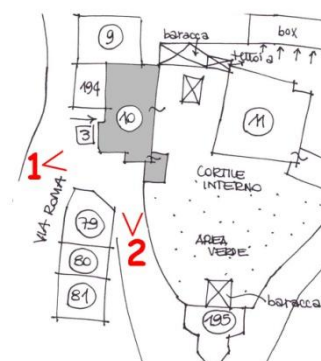 baracca
box
9
tettoia
194
10
11
3
1
CORTILE
INTERNO
VIA ROMA
79
2
AREA
VERDE
80
81
baracca
195